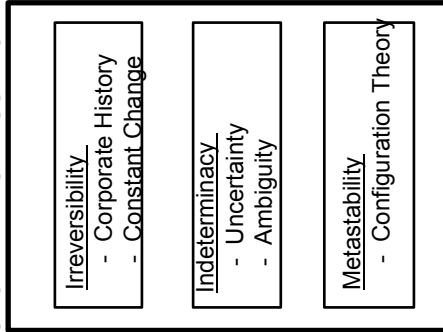 Irreversibility
- Corporate History
- Constant Change
Indeterminacy
- Uncertainty
- Ambiguity
Metastability
- Configuration Theory